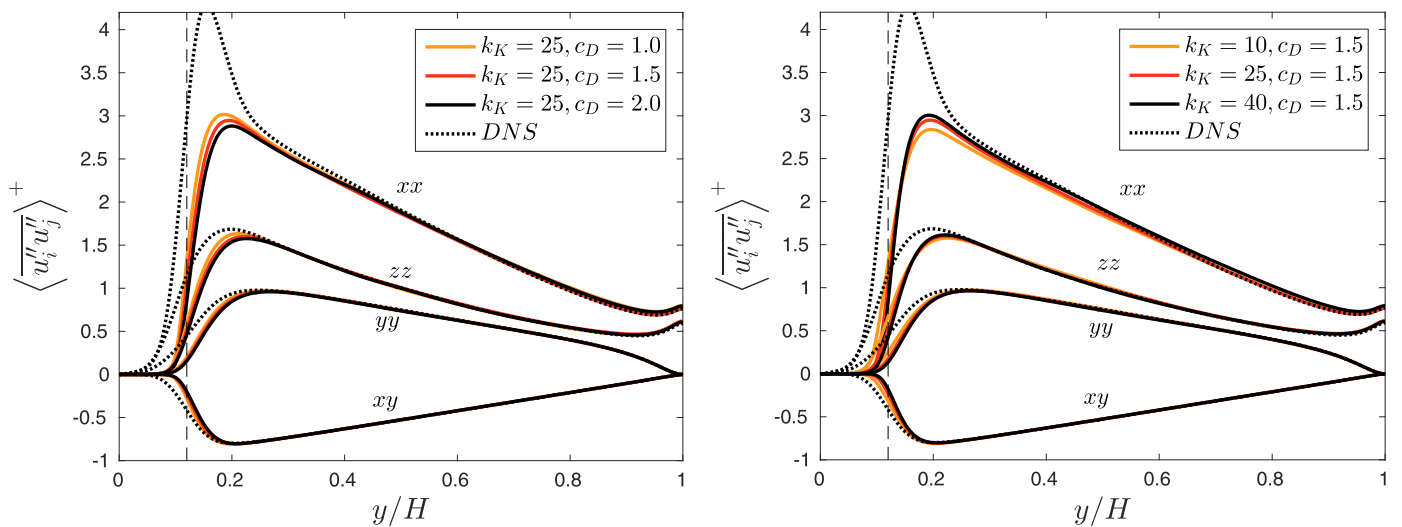 4
3.5
3
2.5
2
1.5
1
0.5
0
-0.5
-1
0
0.2
0.4
0.6
0.8
1
y/H
⟨\overline{u_i'' u_j''}⟩^+
k_K = 25, c_D = 1.0
k_K = 25, c_D = 1.5
k_K = 25, c_D = 2.0
DNS
xx
zz
yy
xy
4
3.5
3
2.5
2
1.5
1
0.5
0
-0.5
-1
0
0.2
0.4
0.6
0.8
1
y/H
⟨\overline{u_i'' u_j''}⟩^+
k_K = 10, c_D = 1.5
k_K = 25, c_D = 1.5
k_K = 40, c_D = 1.5
DNS
xx
zz
yy
xy